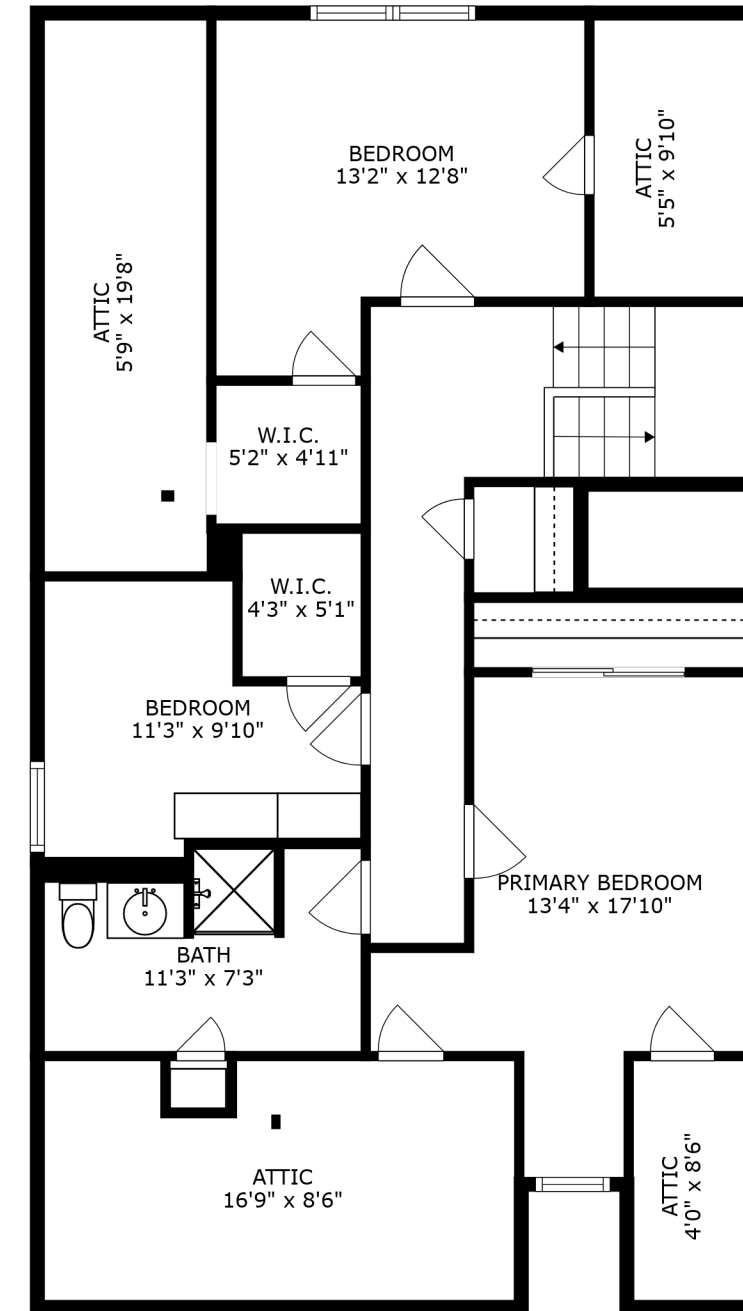 BEDROOM
13'2" x 12'8"
ATTIC
5'5" x 9'10"
ATTIC
5'9" x 19'8"
W.I.C.
5'2" x 4'11"
W.I.C.
4'3" x 5'1"
BEDROOM
11'3" x 9'10"
PRIMARY BEDROOM
13'4" x 17'10"
BATH
11'3" x 7'3"
ATTIC
16'9" x 8'6"
ATTIC
4'0" x 8'6"